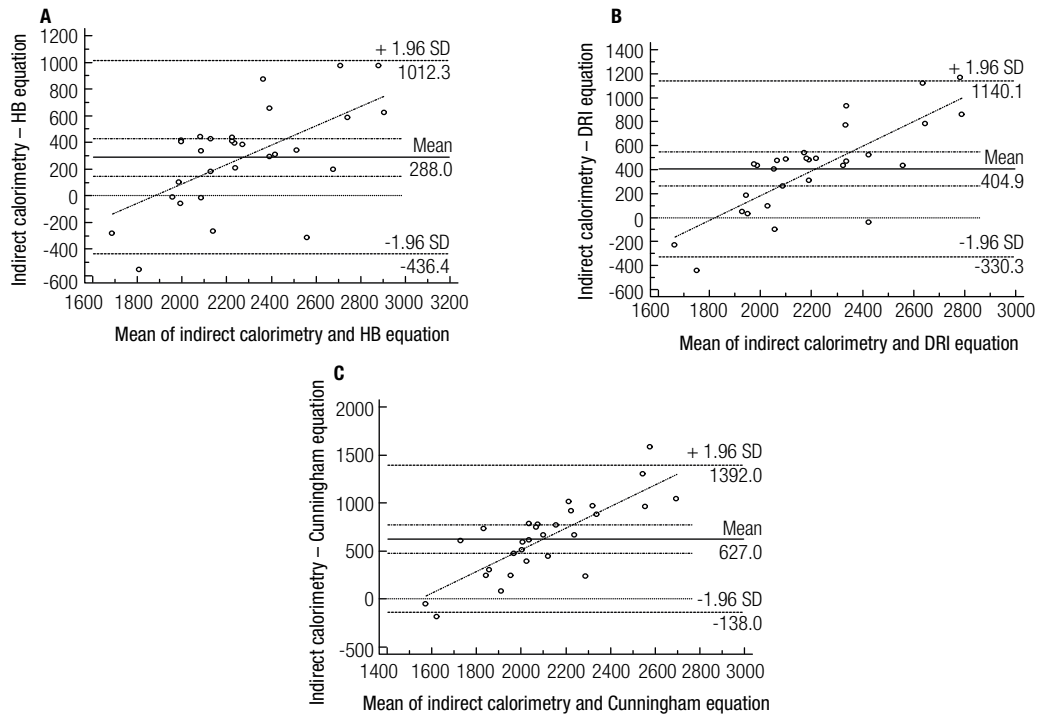 A
Indirect calorimetry – HB equation
1200
1000
800
600
400
200
0
-200
-400
-600
+ 1.96 SD
1012.3
Mean
288.0
-1.96 SD
-436.4
1600 1800 2000 2200 2400 2600 2800 3000 3200
Mean of indirect calorimetry and HB equation
B
Indirect calorimetry – DRI equation
1400
1200
1000
800
600
400
200
0
-200
-400
-600
+ 1.96 SD
1140.1
Mean
404.9
-1.96 SD
-330.3
1600 1800 2000 2200 2400 2600 2800 3000
Mean of indirect calorimetry and DRI equation
C
Indirect calorimetry – Cunningham equation
2000
1500
1000
500
0
-500
+ 1.96 SD
1392.0
Mean
627.0
-1.96 SD
-138.0
1400 1600 1800 2000 2200 2400 2600 2800 3000
Mean of indirect calorimetry and Cunningham equation